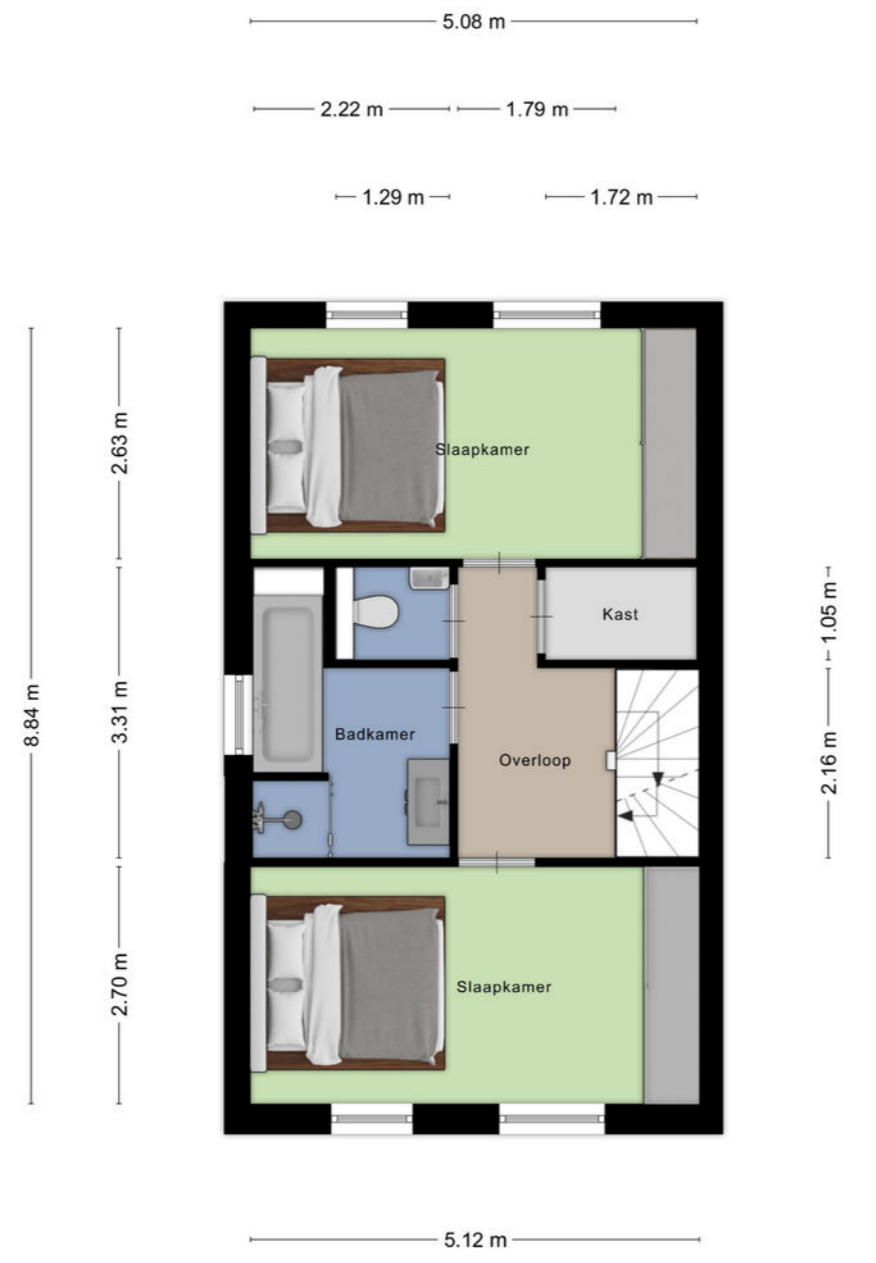 5.08 m
2.22 m
1.79 m
1.29 m
1.72 m
2.63 m
Slaapkamer
1.05 m
Kast
8.84 m
3.31 m
Badkamer
Overloop
2.16 m
2.70 m
Slaapkamer
5.12 m